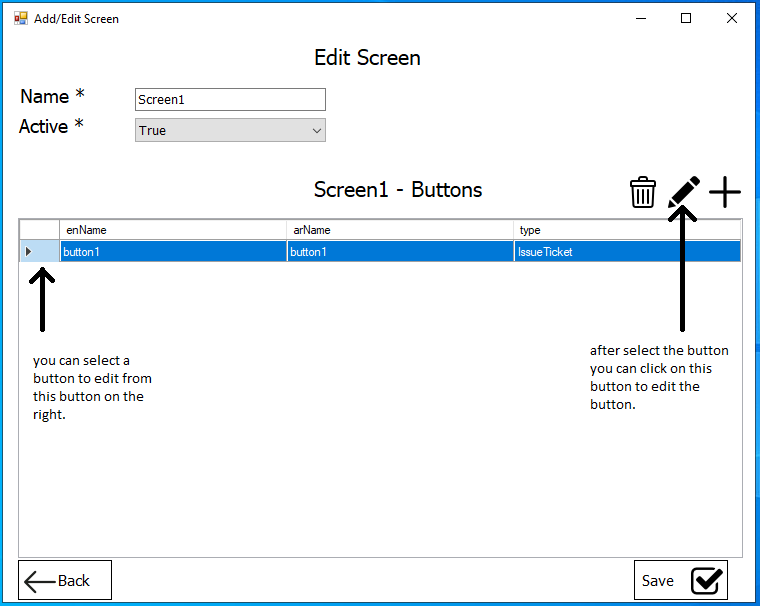 Add/Edit Screen
Edit Screen
Name *
Screen1
Active *
True
Screen1 - Buttons
enName arName type
button1 button1 IssueTicket
you can select a
button to edit from
this button on the
right.
after select the button
you can click on this
button to edit the
button.
Back
Save